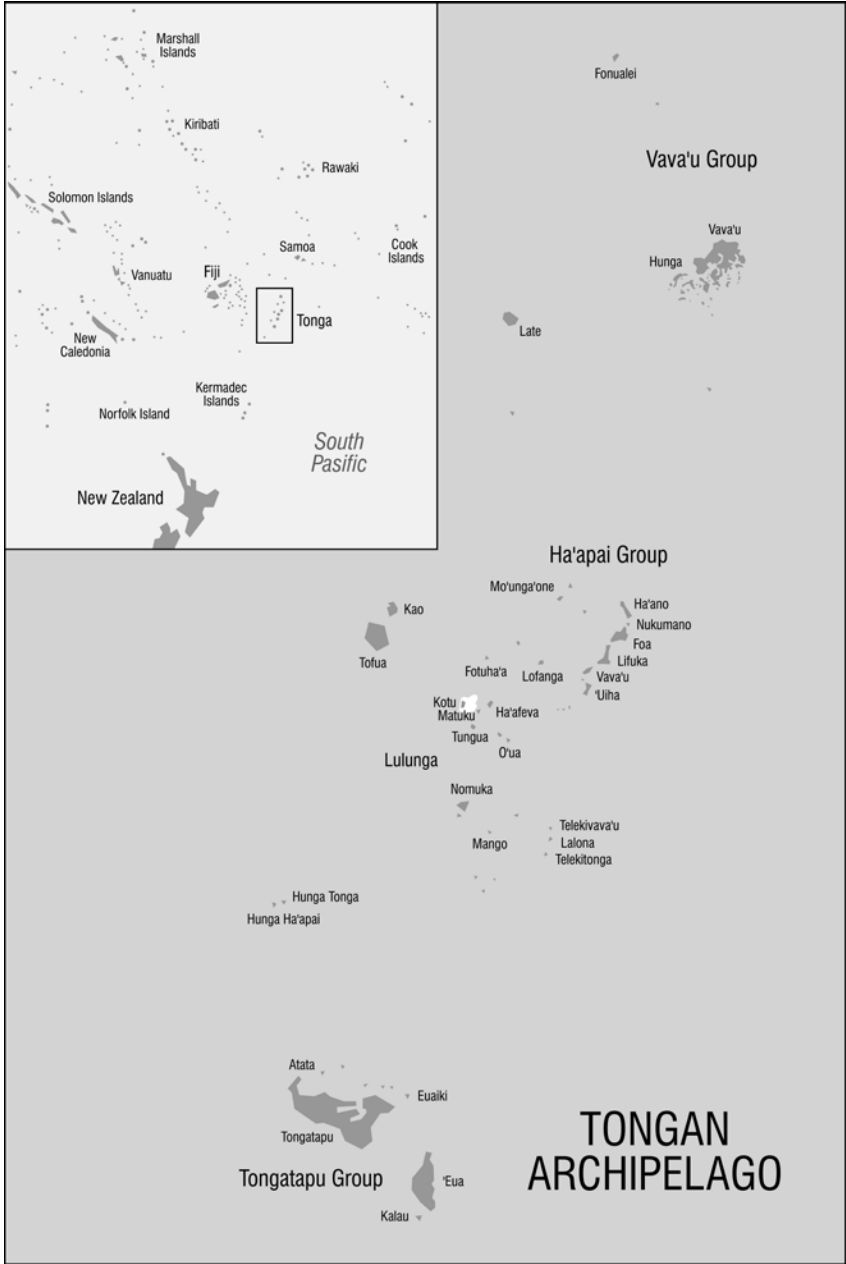 Marshall
Islands
Kiribati
Rawaki
Solomon Islands
Samoa
Cook
Islands
Vanuatu
Fiji
Tonga
New
Caledonia
Kermadec
Islands
Norfolk Island
South
Pasific
New Zealand
Fonualei
Vava'u Group
Vava'u
Hunga
Late
Ha'apai Group
Mo'unga'one
Kao
Ha'ano
Nukumano
Foa
Tofua
Lifuka
Fotuha'a
Lofanga
Vava'u
'Uiha
Kotu
Matuku
Ha'afeva
Tungua
O'ua
Lulunga
Nomuka
Telekivava'u
Mango
Lalona
Telekitonga
Hunga Tonga
Hunga Ha'apai
Atata
Euaiki
Tongatapu
Tongatapu Group
'Eua
Kalau
TONGAN
ARCHIPELAGO